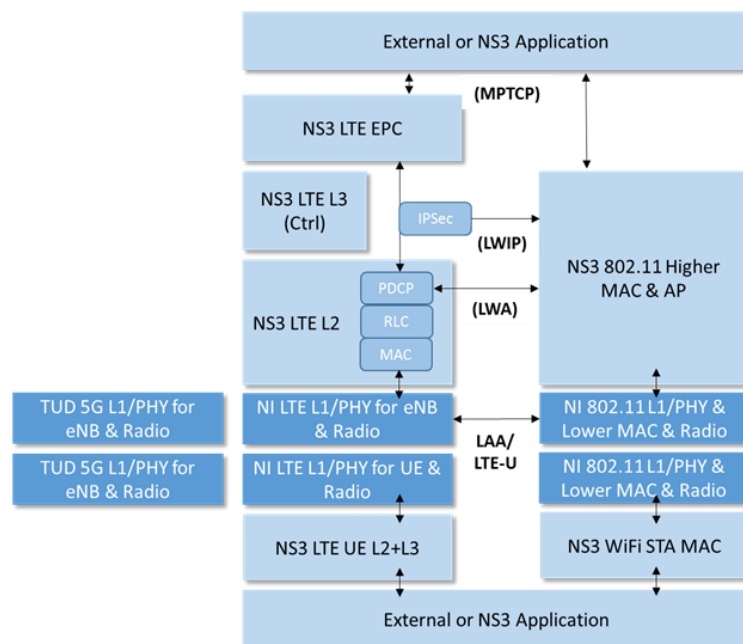 External or NS3 Application
(MPTCP)
NS3 LTE EPC
NS3 LTE L3
(Ctrl)
IPSec
(LWIP)
NS3 802.11 Higher
MAC & AP
PDCP
(LWA)
NS3 LTE L2
RLC
MAC
TUD 5G L1/PHY for
eNB & Radio
NI LTE L1/PHY for eNB
& Radio
NI 802.11 L1/PHY &
Lower MAC & Radio
LAA/
LTE-U
TUD 5G L1/PHY for
eNB & Radio
NI LTE L1/PHY for UE &
Radio
NI 802.11 L1/PHY &
Lower MAC & Radio
NS3 LTE UE L2+L3
NS3 WiFi STA MAC
External or NS3 Application